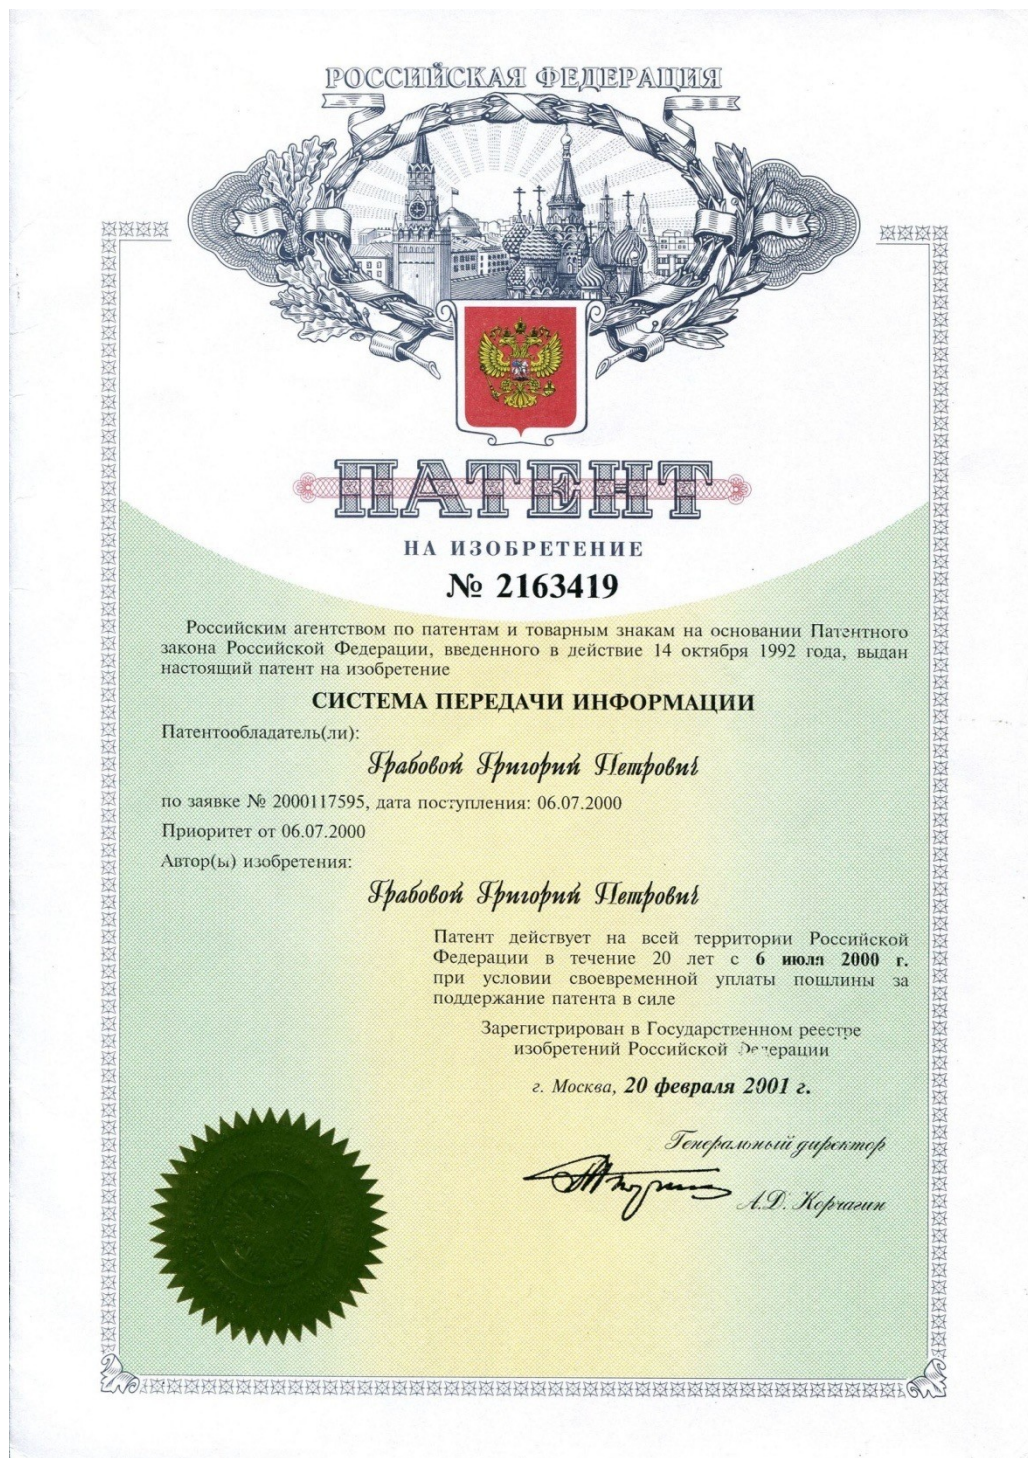 РОССИЙСКАЯ ФЕДЕРАЦИЯ
ПАТЕНТ
НА ИЗОБРЕТЕНИЕ
№ 2163419
Российским агентством по патентам и товарным знакам на основании Патентного
закона Российской Федерации, введенного в действие 14 октября 1992 года, выдан
настоящий патент на изобретение
СИСТЕМА ПЕРЕДАЧИ ИНФОРМАЦИИ
Патентообладатель(ли):
Грабовой Григорий Петрович
по заявке № 2000117595, дата поступления: 06.07.2000
Приоритет от 06.07.2000
Автор(ы) изобретения:
Грабовой Григорий Петрович
Патент действует на всей территории Российской
Федерации в течение 20 лет с 6 июля 2000 г.
при условии своевременной уплаты пошлины за
поддержание патента в силе
Зарегистрирован в Государственном реестре
изобретений Российской Федерации
г. Москва, 20 февраля 2001 г.
Генеральный директор
А.Д. Корчагин